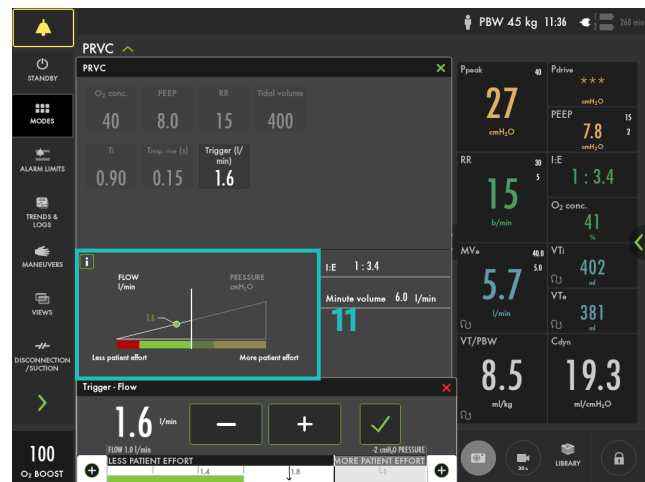 PBW 45 kg 11:36 1 2 268 min
PRVC
STANDBY
MODES
ALARM LIMITS
TRENDS &
LOGS
MANEUVERS
VIEWS
DISCONNECTION
/SUCTION
100
O₂ BOOST
PRVC
O₂ conc. PEEP RR Tidal volume
40 8.0 15 400
Ti Tinsp. rise (s) Trigger (l/
min)
0.90 0.15 1.6
i
FLOW PRESSURE
l/min cmH₂O
1.6
Less patient effort More patient effort
I:E 1 : 3.4
Minute volume 6.0 l/min
11
Trigger - Flow
1.6 l/min
FLOW 1.0 l/min -2 cmH₂O PRESSURE
LESS PATIENT EFFORT MORE PATIENT EFFORT
1.4 1.8 -1
Ppeak 40
27
cmH₂O
Pdrive
***
cmH₂O
PEEP 15
7.8 2
cmH₂O
RR 30
5
15
b/min
I:E
1 : 3.4
O₂ conc.
41
%
MVe 40.0
5.0
5.7
l/min
VTi
402
ml
VTe
381
ml
VT/PBW
8.5
ml/kg
Cdyn
19.3
ml/cmH₂O
30 s
LIBRARY